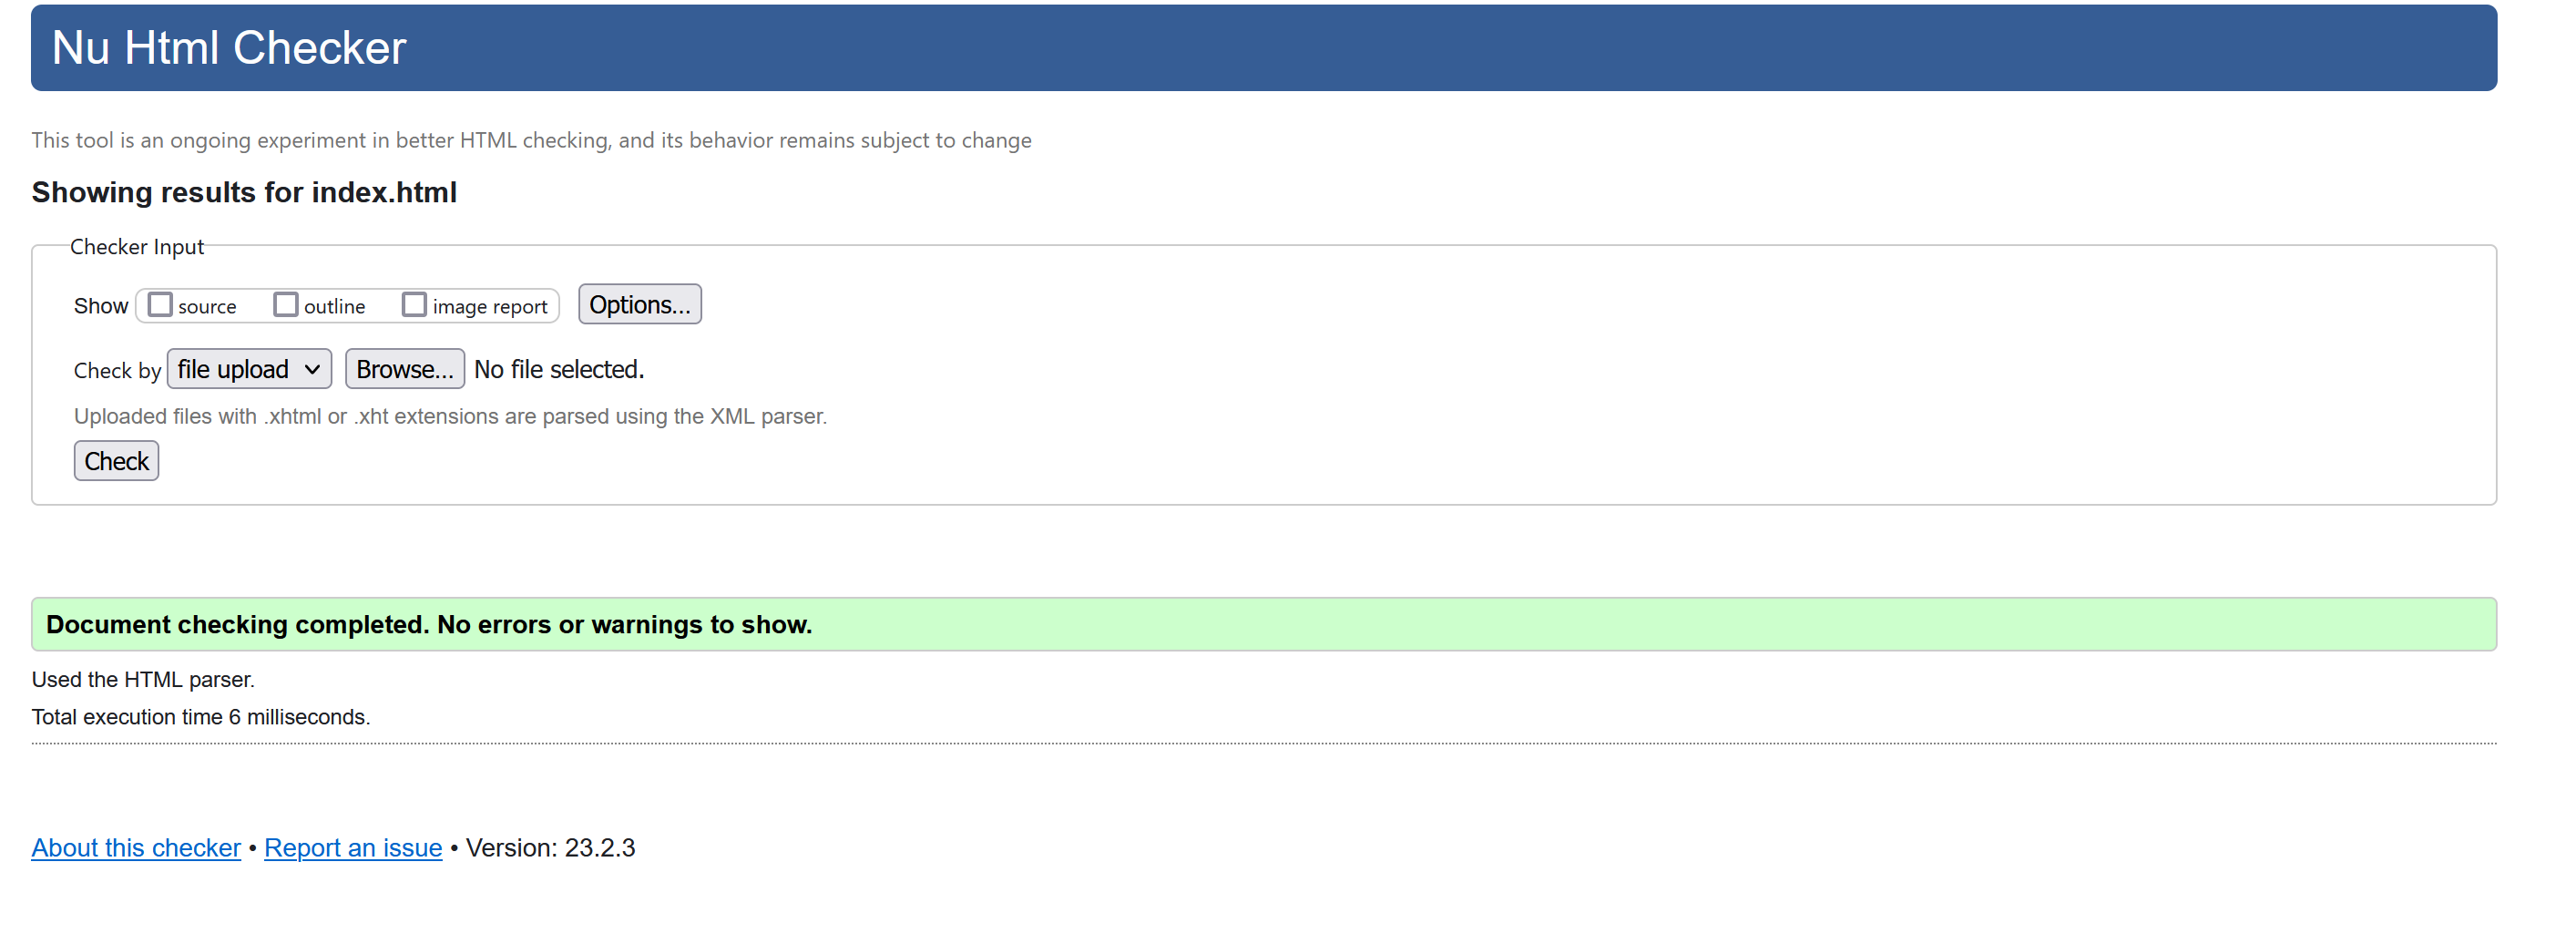 Nu Html Checker
This tool is an ongoing experiment in better HTML checking, and its behavior remains subject to change
Showing results for index.html
Checker Input
Show source outline image report Options...
Check by file upload Browse... No file selected.
Uploaded files with .xhtml or .xht extensions are parsed using the XML parser.
Check
Document checking completed. No errors or warnings to show.
Used the HTML parser.
Total execution time 6 milliseconds.
About this checker • Report an issue • Version: 23.2.3